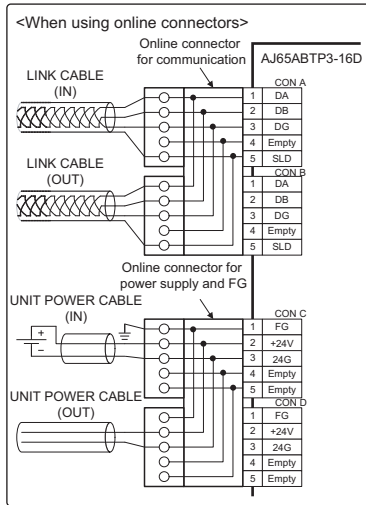 <When using online connectors>
Online connector
for communication
AJ65ABTP3-16D
LINK CABLE
(IN)
CON A
1 DA
2 DB
3 DG
4 Empty
5 SLD
LINK CABLE
(OUT)
CON B
1 DA
2 DB
3 DG
4 Empty
5 SLD
Online connector for
power supply and FG
UNIT POWER CABLE
(IN)
+
−
CON C
1 FG
2 +24V
3 24G
4 Empty
5 Empty
UNIT POWER CABLE
(OUT)
CON D
1 FG
2 +24V
3 24G
4 Empty
5 Empty